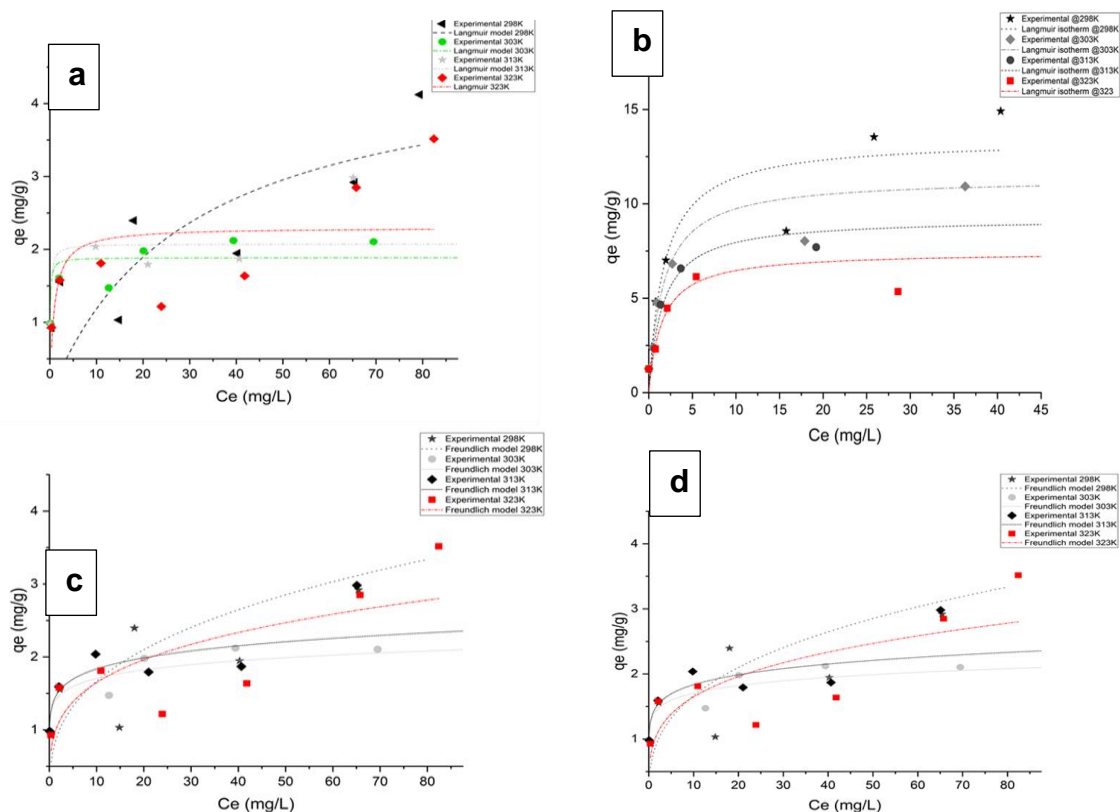 a
Experimental 298K
Langmuir model 298K
Experimental 303K
Langmuir model 303K
Experimental 313K
Langmuir model 313K
Experimental 323K
Langmuir 323K
qe (mg/g)
4
3
2
1
0 10 20 30 40 50 60 70 80
Ce (mg/L)
b
Experimental @298K
Langmuir isotherm @298K
Experimental @303K
Langmuir isotherm @303K
Experimental @313K
Langmuir isotherm @313K
Experimental @323K
Langmuir isotherm @323
qe (mg/g)
15
10
5
0
0 5 10 15 20 25 30 35 40 45
Ce (mg/L)
c
Experimental 298K
Freundlich model 298K
Experimental 303K
Freundlich model 303K
Experimental 313K
Freundlich model 313K
Experimental 323K
Freundlich model 323K
qe (mg/g)
4
3
2
1
0 10 20 30 40 50 60 70 80
Ce (mg/L)
d
Experimental 298K
Freundlich model 298K
Experimental 303K
Freundlich model 303K
Experimental 313K
Freundlich model 313K
Experimental 323K
Freundlich model 323K
qe (mg/g)
4
3
2
1
0 10 20 30 40 50 60 70 80
Ce (mg/L)